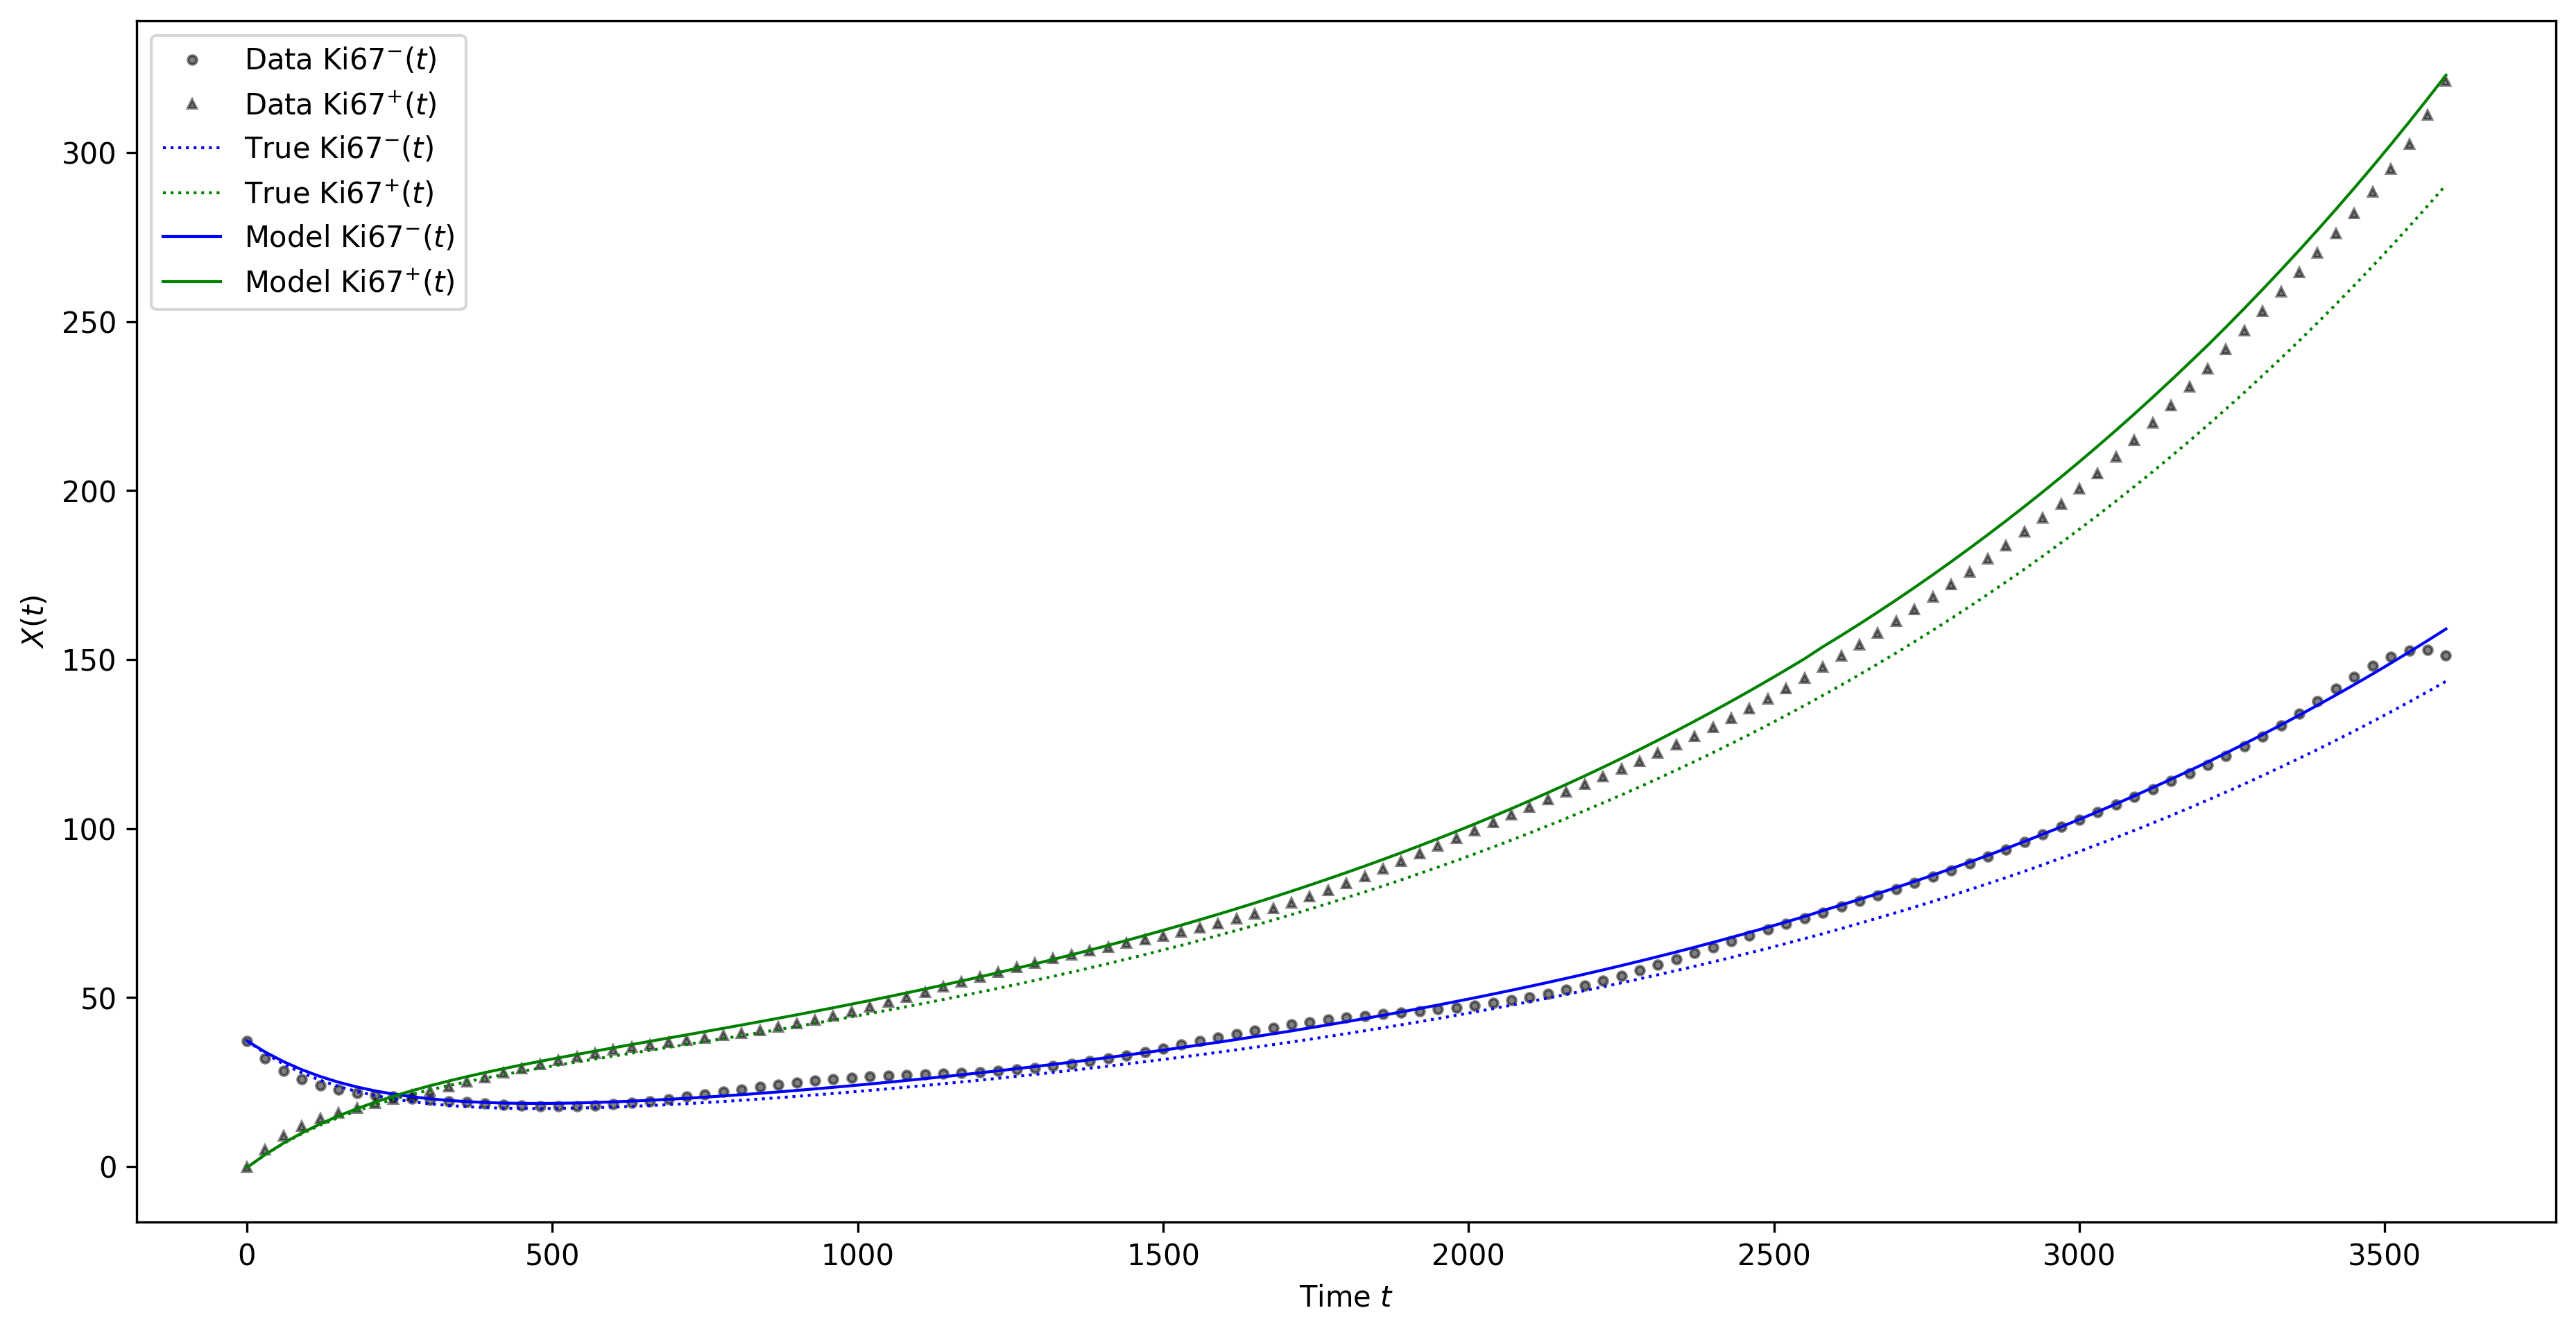 Data Ki67⁻(t)
Data Ki67⁺(t)
True Ki67⁻(t)
True Ki67⁺(t)
Model Ki67⁻(t)
Model Ki67⁺(t)
300
250
200
150
100
50
0
X(t)
0 500 1000 1500 2000 2500 3000 3500
Time t